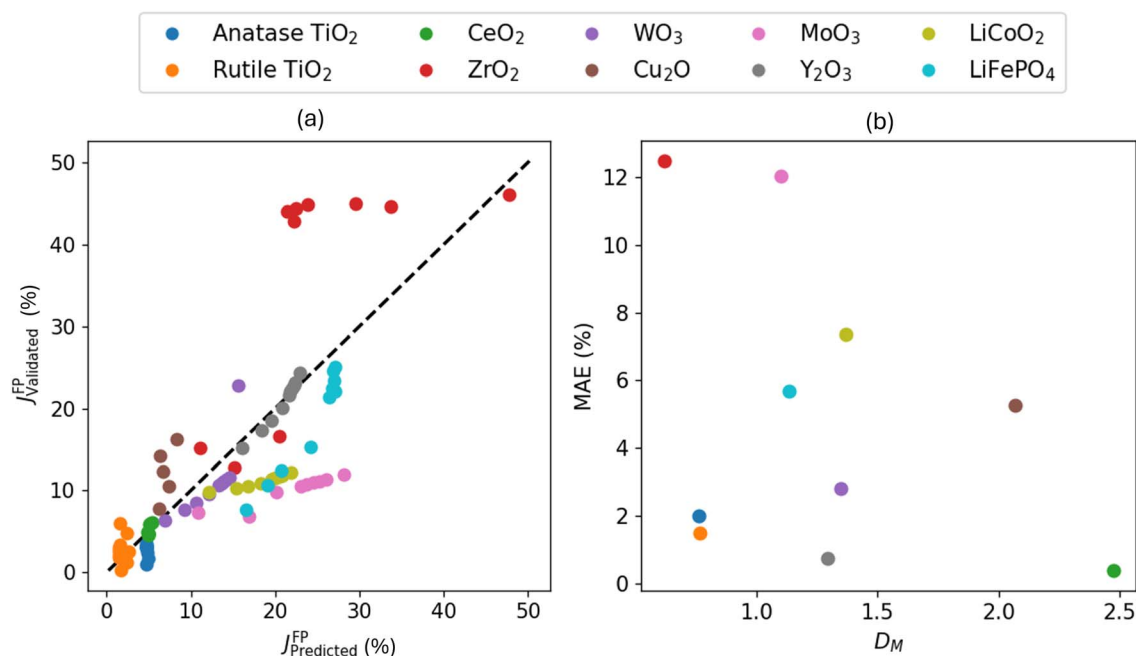 Anatase TiO₂ CeO₂ WO₃ MoO₃ LiCoO₂
Rutile TiO₂ ZrO₂ Cu₂O Y₂O₃ LiFePO₄
(a)
50
40
30
20
10
0
J^FP_Validated (%)
0 10 20 30 40 50
J^FP_Predicted (%)
(b)
12
10
8
6
4
2
0
MAE (%)
1.0 1.5 2.0 2.5
D_M